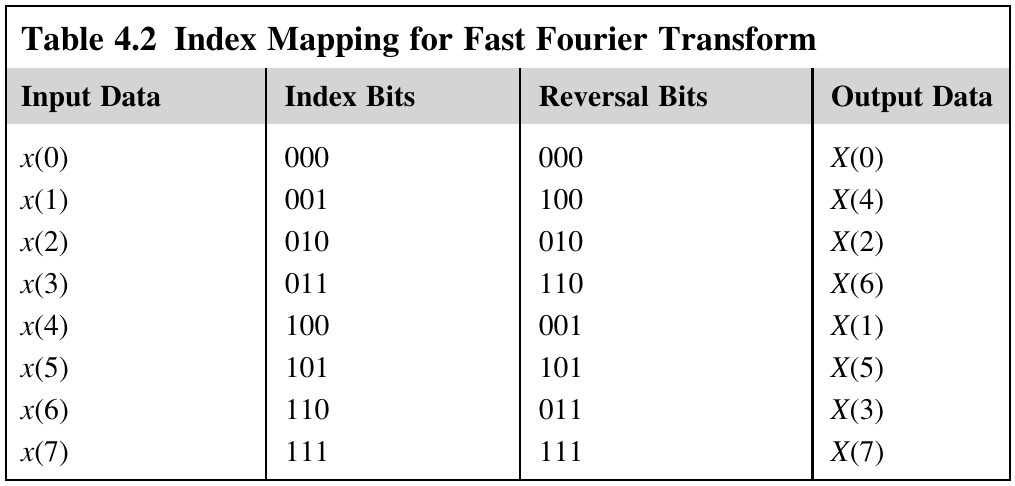 Table 4.2 Index Mapping for Fast Fourier Transform
Input Data Index Bits Reversal Bits Output Data
x(0) 000 000 X(0)
x(1) 001 100 X(4)
x(2) 010 010 X(2)
x(3) 011 110 X(6)
x(4) 100 001 X(1)
x(5) 101 101 X(5)
x(6) 110 011 X(3)
x(7) 111 111 X(7)